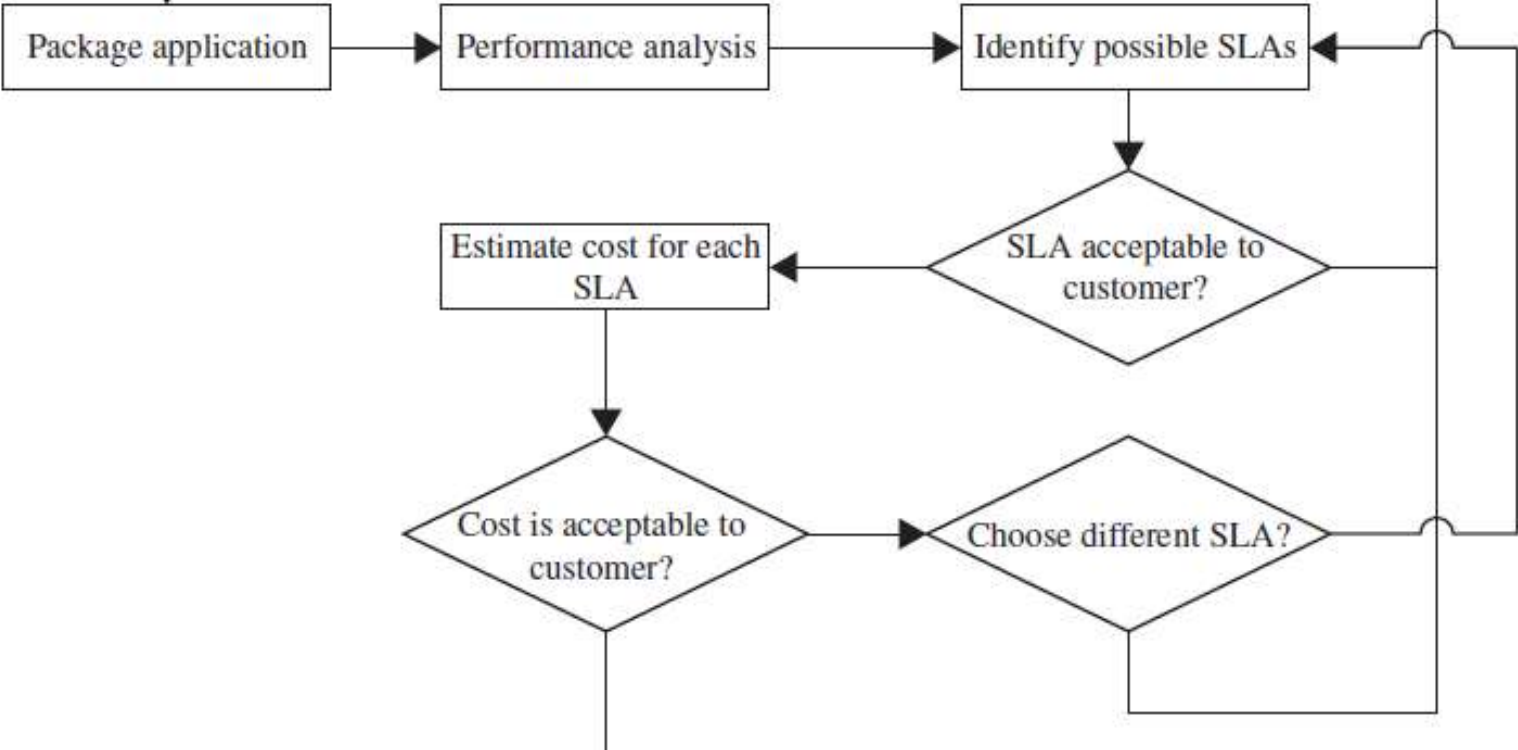 Package application
Performance analysis
Identify possible SLAs
SLA acceptable to
customer?
Estimate cost for each
SLA
Cost is acceptable to
customer?
Choose different SLA?